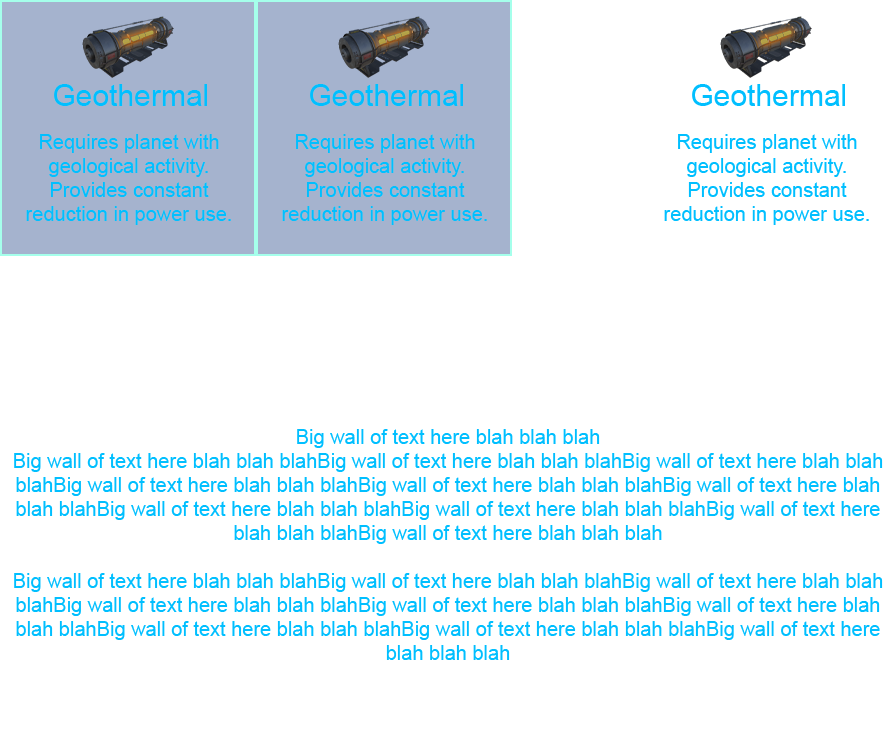 Geothermal
Requires planet with
geological activity.
Provides constant
reduction in power use.
Geothermal
Requires planet with
geological activity.
Provides constant
reduction in power use.
Geothermal
Requires planet with
geological activity.
Provides constant
reduction in power use.
Big wall of text here blah blah blah
Big wall of text here blah blah blahBig wall of text here blah blah blahBig wall of text here blah blah
blahBig wall of text here blah blah blahBig wall of text here blah blah blahBig wall of text here blah
blah blahBig wall of text here blah blah blahBig wall of text here blah blah blahBig wall of text here
blah blah blahBig wall of text here blah blah blah
Big wall of text here blah blah blahBig wall of text here blah blah blahBig wall of text here blah blah
blahBig wall of text here blah blah blahBig wall of text here blah blah blahBig wall of text here blah
blah blahBig wall of text here blah blah blahBig wall of text here blah blah blahBig wall of text here
blah blah blah